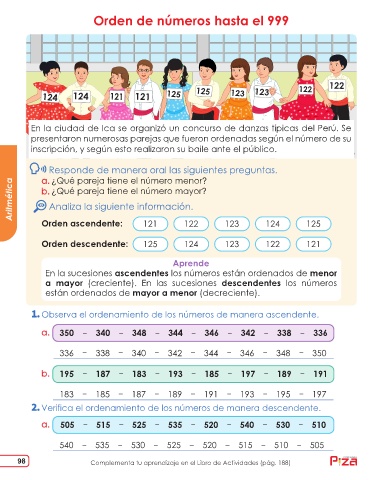 Orden de números hasta el 999
124 124 121 121 125 125 123 123 122 122
En la ciudad de Ica se organizó un concurso de danzas típicas del Perú. Se
presentaron numerosas parejas que fueron ordenadas según el número de su
inscripción, y según esto realizaron su baile ante el público.
Responde de manera oral las siguientes preguntas.
a. ¿Qué pareja tiene el número menor?
b. ¿Qué pareja tiene el número mayor?
Aritmética
Analiza la siguiente información.
Orden ascendente: 121 122 123 124 125
Orden descendente: 125 124 123 122 121
Aprende
En la sucesiones ascendentes los números están ordenados de menor
a mayor (creciente). En las sucesiones descendentes los números
están ordenados de mayor a menor (decreciente).
1. Observa el ordenamiento de los números de manera ascendente.
a. 350 – 340 – 348 – 344 – 346 – 342 – 338 – 336
336 – 338 – 340 – 342 – 344 – 346 – 348 – 350
b. 195 – 187 – 183 – 193 – 185 – 197 – 189 – 191
183 – 185 – 187 – 189 – 191 – 193 – 195 – 197
2. Verifica el ordenamiento de los números de manera descendente.
a. 505 – 515 – 525 – 535 – 520 – 540 – 530 – 510
540 – 535 – 530 – 525 – 520 – 515 – 510 – 505
98
Complementa tu aprendizaje en el Libro de Actividades (pág. 188)